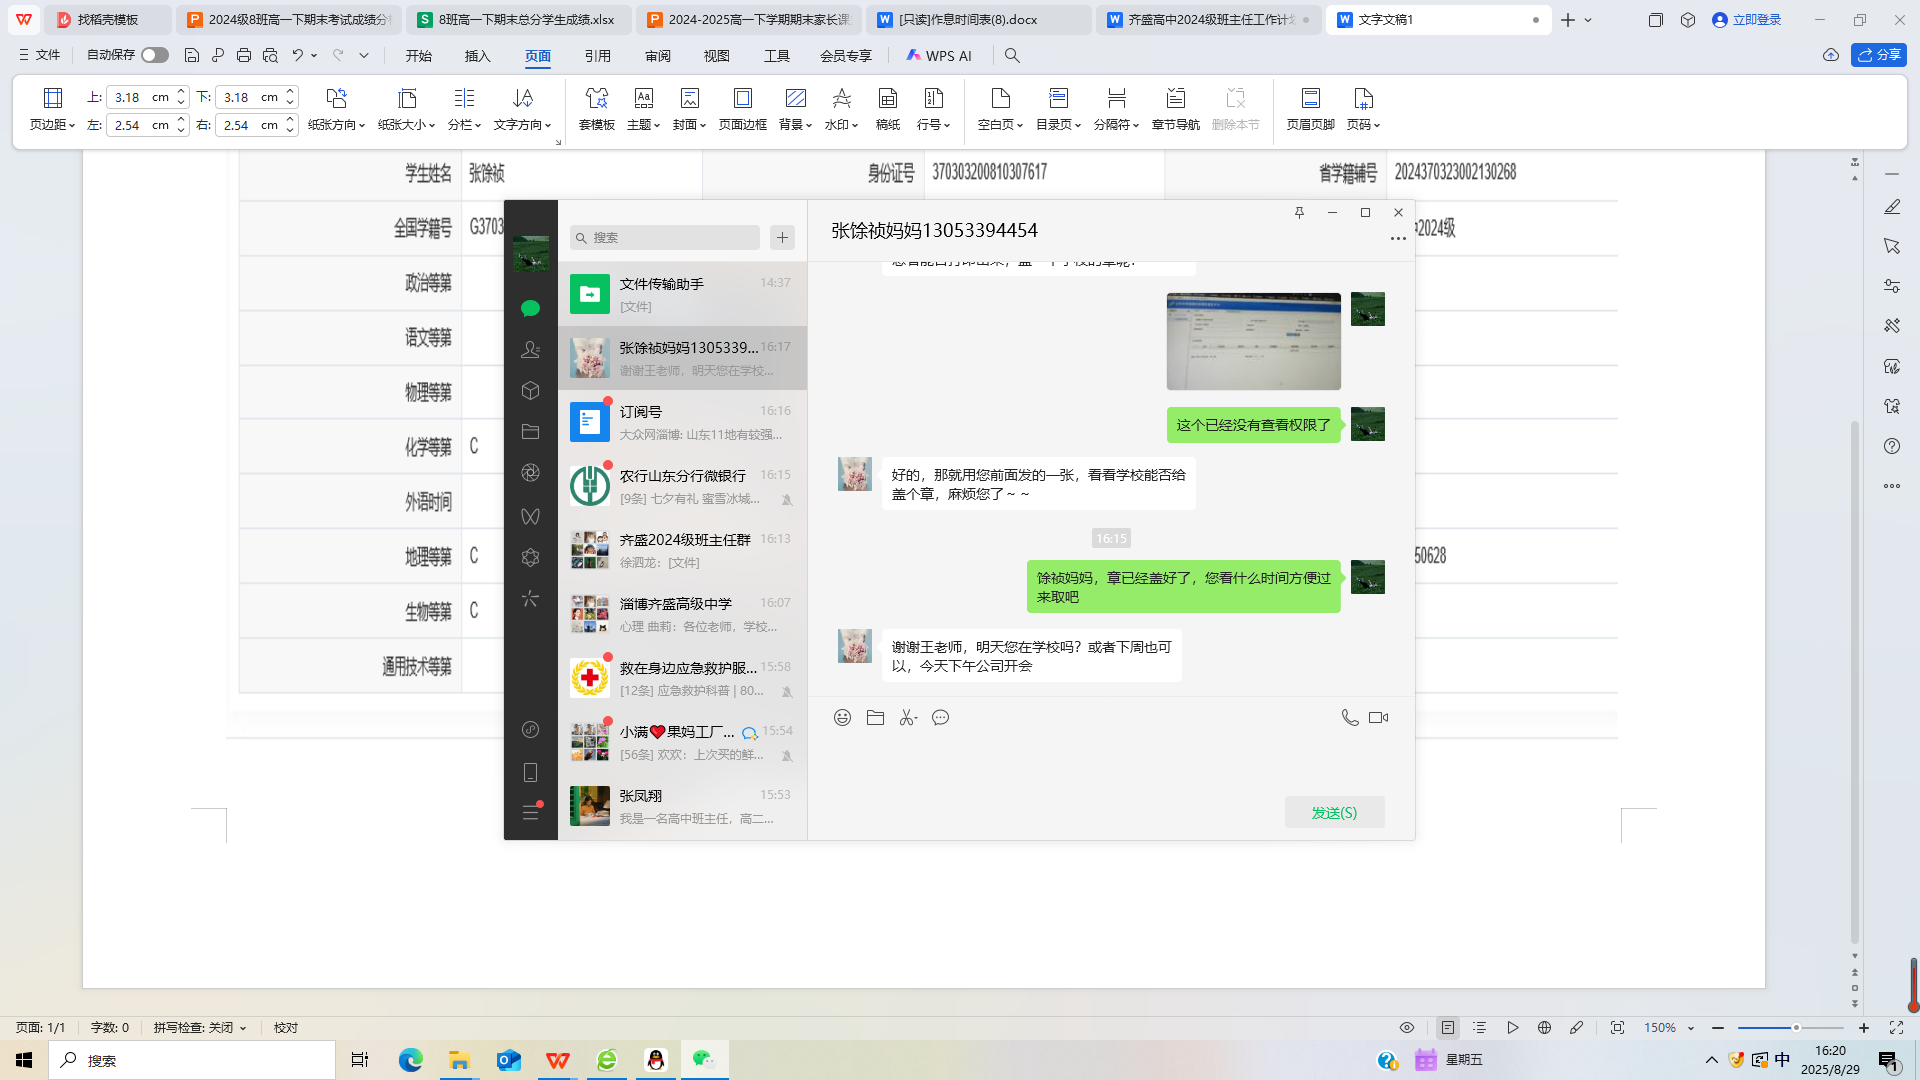 找稻壳模板
2024级8班高一下期末考试成绩分
8班高一下期末总分学生成绩.xlsx
2024-2025高一下学期期末家长课
[只读]作息时间表(8).docx
齐盛高中2024级班主任工作计
文字文稿1
立即登录
文件
自动保存
开始
插入
页面
引用
审阅
视图
工具
会员专享
WPS AI
分享
上: 3.18 cm 下: 3.18 cm
左: 2.54 cm 右: 2.54 cm
页边距
纸张方向
纸张大小
分栏
文字方向
套模板
主题
封面
页面边框
背景
水印
稿纸
行号
空白页
目录页
分隔符
章节导航
删除本节
页眉页脚
页码
学生姓名 张馀祯 身份证号 370303200810307617 省学籍辅号 2024370323002130268
全国学籍号 G3703
2024级
政治等第
语文等第
物理等第
化学等第 C
外语时间
地理等第 C
50628
生物等第 C
通用技术等第
搜索
文件传输助手 14:37
[文件]
张馀祯妈妈1305339... 16:17
谢谢王老师，明天您在学校...
订阅号 16:16
大众网淄博: 山东11地有较强...
农行山东分行微银行 16:15
[9条] 七夕有礼 蜜雪冰城...
齐盛2024级班主任群 16:13
徐泗龙：[文件]
淄博齐盛高级中学 16:07
心理 曲莉：各位老师，学校...
救在身边应急救护服... 15:58
[12条] 应急救护科普 | 80...
小满❤果妈工厂... 15:54
[56条] 欢欢：上次买的鲜...
张凤翔 15:53
我是一名高中班主任，高二...
张馀祯妈妈13053394454
这个已经没有查看权限了
好的，那就用您前面发的一张，看看学校能否给
盖个章，麻烦您了～～
16:15
馀祯妈妈，章已经盖好了，您看什么时间方便过
来取吧
谢谢王老师，明天您在学校吗？或者下周也可
以，今天下午公司开会
发送(S)
页面: 1/1
字数: 0
拼写检查: 关闭
校对
150%
搜索
星期五
中
16:20
2025/8/29
1